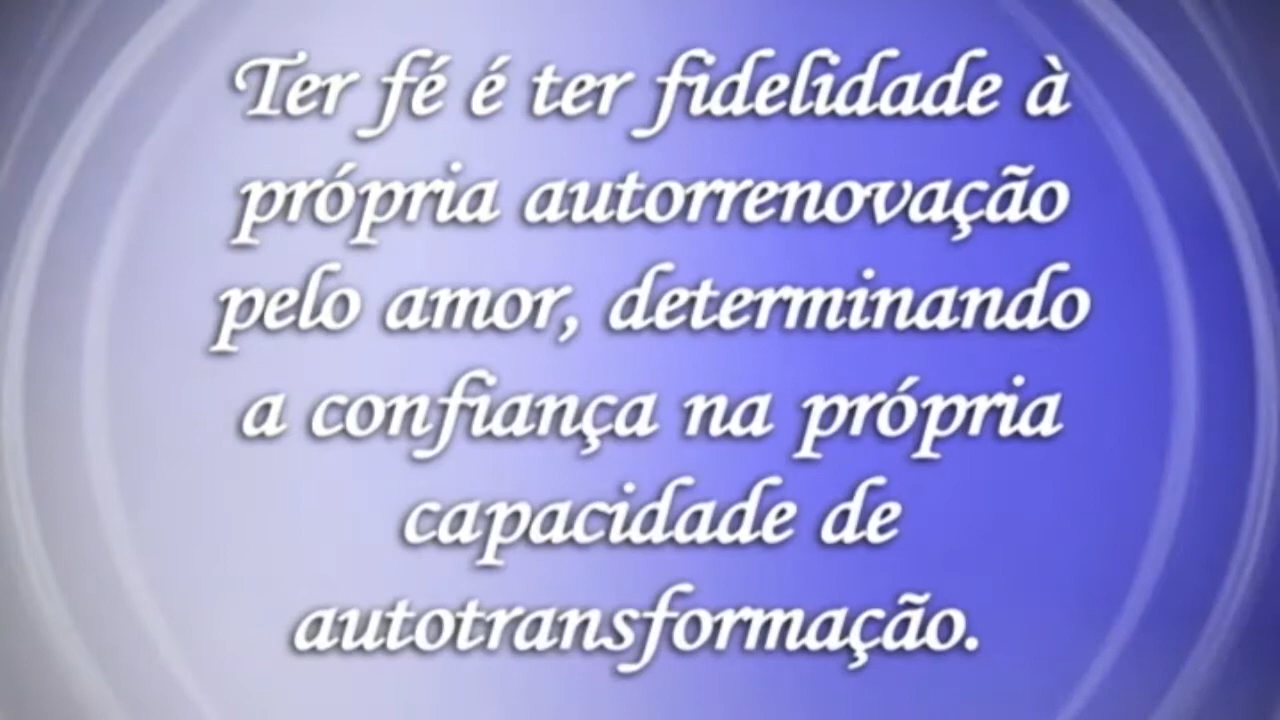 Ter fé é ter fidelidade à
própria autorrenovação
pelo amor, determinando
a confiança na própria
capacidade de
autotransformação.